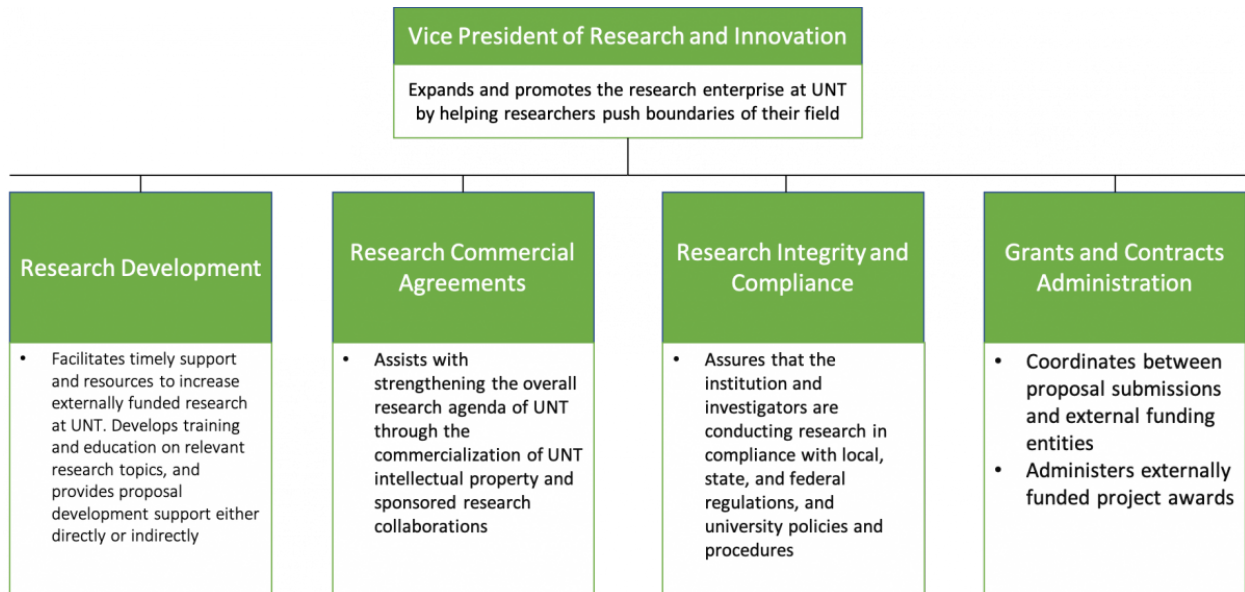 Vice President of Research and Innovation
Expands and promotes the research enterprise at UNT
by helping researchers push boundaries of their field
Research Development
• Facilitates timely support
and resources to increase
externally funded research
at UNT. Develops training
and education on relevant
research topics, and
provides proposal
development support either
directly or indirectly
Research Commercial
Agreements
• Assists with
strengthening the overall
research agenda of UNT
through the
commercialization of UNT
intellectual property and
sponsored research
collaborations
Research Integrity and
Compliance
• Assures that the
institution and
investigators are
conducting research in
compliance with local,
state, and federal
regulations, and
university policies and
procedures
Grants and Contracts
Administration
• Coordinates between
proposal submissions
and external funding
entities
• Administers externally
funded project awards